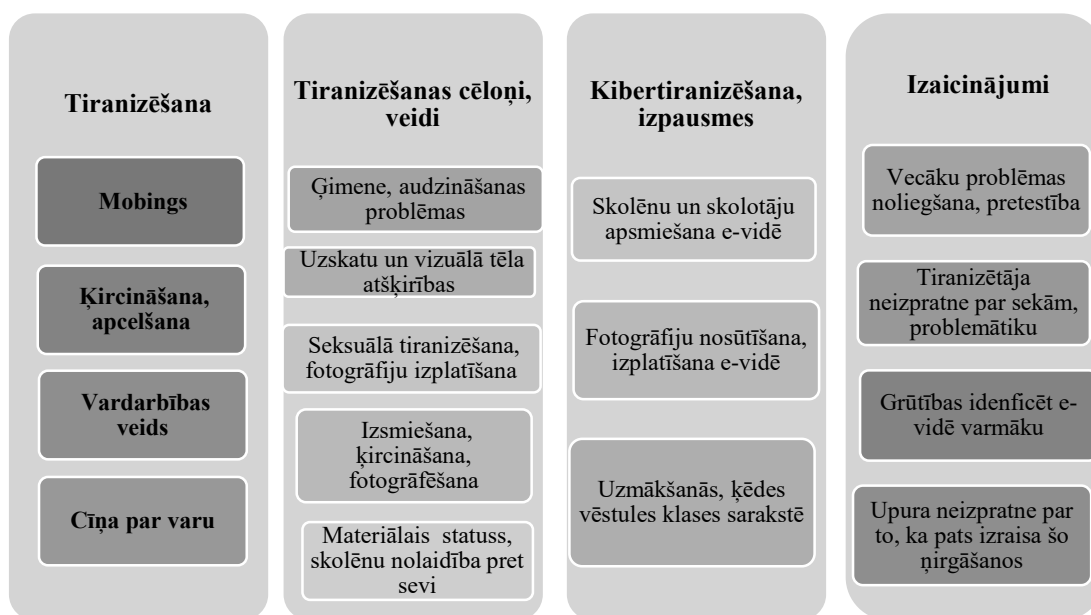 Tiranizēšana
Mobings
Ķircināšana,
apcelšana
Vardarbības
veids
Cīņa par varu
Tiranizēšanas cēloņi,
veidi
Ģimene, audzināšanas
problēmas
Uzskatu un vizuālā tēla
atšķirības
Seksuālā tiranizēšana,
fotogrāfiju izplatīšana
Izsmiešana,
ķircināšana,
fotogrāfēšana
Materiālais statuss,
skolēnu nolaidība pret
sevi
Kibertiranizēšana,
izpausmes
Skolēnu un skolotāju
apsmiešana e-vidē
Fotogrāfiju nosūtīšana,
izplatīšana e-vidē
Uzmākšanās, ķēdes
vēstules klases sarakstē
Izaicinājumi
Vecāku problēmas
noliegšana, pretestība
Tiranizētāja
neizpratne par sekām,
problemātiku
Grūtības idenficēt e-
vidē varmāku
Upura neizpratne par
to, ka pats izraisa šo
ņirgāšanos